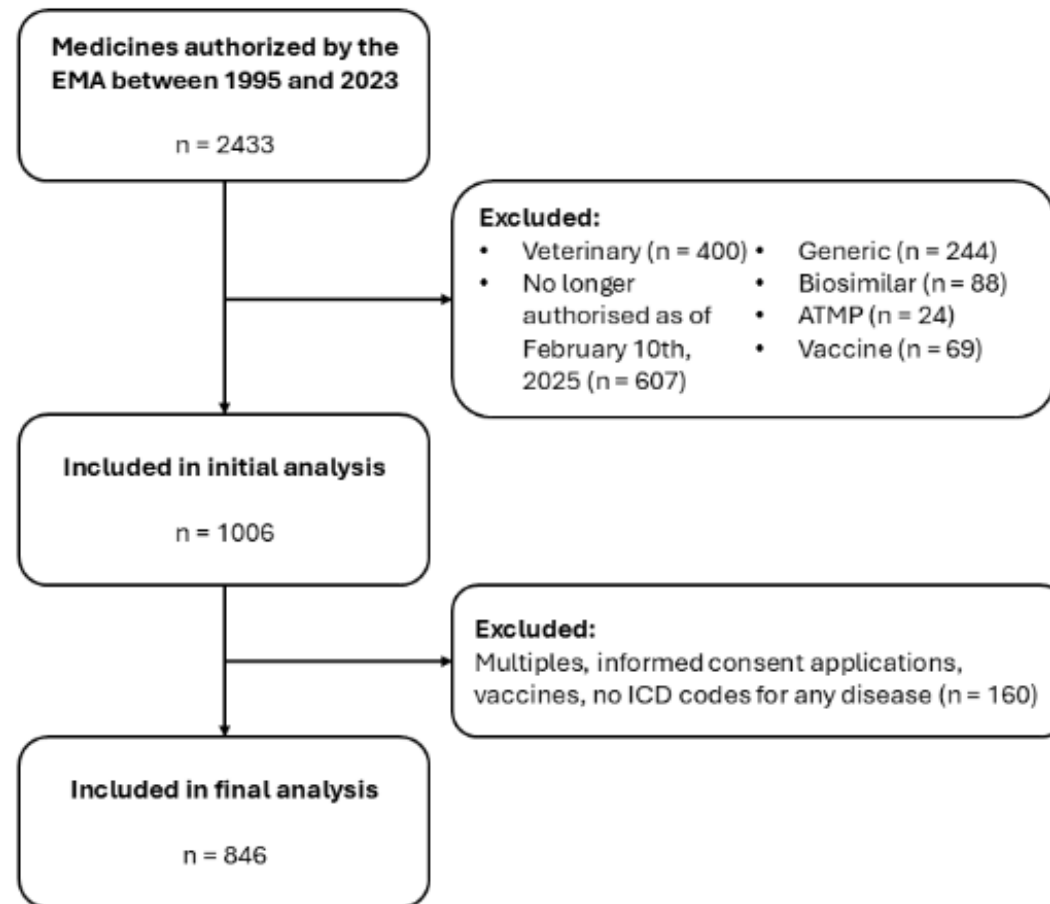 Medicines authorized by the
EMA between 1995 and 2023
n = 2433
Excluded:
• Veterinary (n = 400)
• No longer
authorised as of
February 10th,
2025 (n = 607)
• Generic (n = 244)
• Biosimilar (n = 88)
• ATMP (n = 24)
• Vaccine (n = 69)
Included in initial analysis
n = 1006
Excluded:
Multiples, informed consent applications,
vaccines, no ICD codes for any disease (n = 160)
Included in final analysis
n = 846